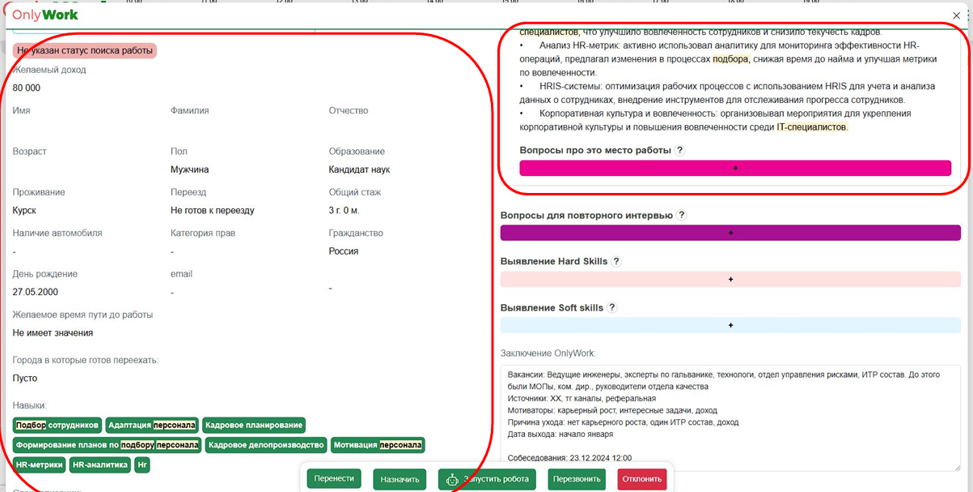 OnlyWork
Не указан статус поиска работы
Желаемый доход
80 000
Имя Фамилия Отчество
Возраст Пол Образование
Мужчина Кандидат наук
Проживание Переезд Общий стаж
Курск Не готов к переезду 3 г. 0 м.
Наличие автомобиля Категория прав Гражданство
- - Россия
День рождение email
27.05.2000 - -
Желаемое время пути до работы
Не имеет значения
Города в которые готов переехать:
Пусто
Навыки:
Подбор сотрудников Адаптация персонала Кадровое планирование
Формирование планов по подбору персонала Кадровое делопроизводство Мотивация персонала
HR-метрики HR-аналитика Hr
специалистов, что улучшило вовлеченность сотрудников и снизило текучесть кадров.
• Анализ HR-метрик: активно использовал аналитику для мониторинга эффективности HR-
операций, предлагал изменения в процессах подбора, снижая время до найма и улучшая метрики
по вовлеченности.
• HRIS-системы: оптимизация рабочих процессов с использованием HRIS для учета и анализа
данных о сотрудниках, внедрение инструментов для отслеживания прогресса сотрудников.
• Корпоративная культура и вовлеченность: организовывал мероприятия для укрепления
корпоративной культуры и повышения вовлеченности среди IT-специалистов.
Вопросы про это место работы ?
+
Вопросы для повторного интервью ?
+
Выявление Hard Skills ?
+
Выявление Soft skills ?
+
Заключение OnlyWork:
Вакансии: Ведущие инженеры, эксперты по гальванике, технологи, отдел управления рисками, ИТР состав. До этого
были МОПы, ком. дир., руководители отдела качества
Источники: ХХ, тг каналы, реферальная
Мотиваторы: карьерный рост, интересные задачи, доход
Причина ухода: нет карьерного роста, один ИТР состав, доход
Дата выхода: начало января
Собеседования: 23.12.2024 12:00
Перенести Назначить Запустить робота Перезвонить Отклонить